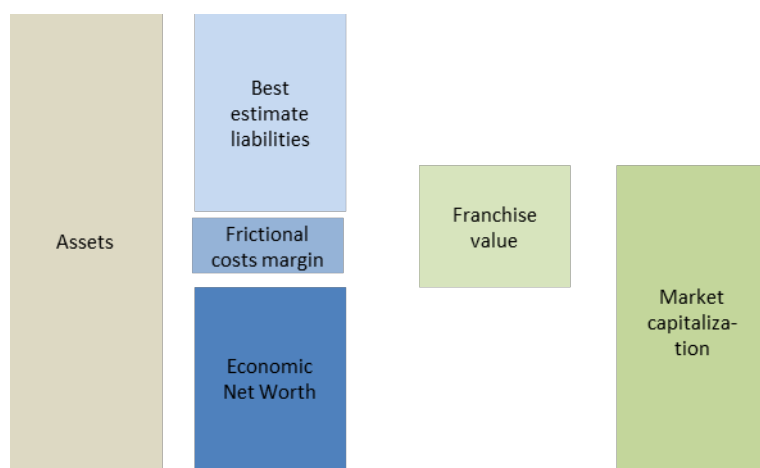 Assets
Best
estimate
liabilities
Frictional
costs margin
Economic
Net Worth
Franchise
value
Market
capitaliza-
tion